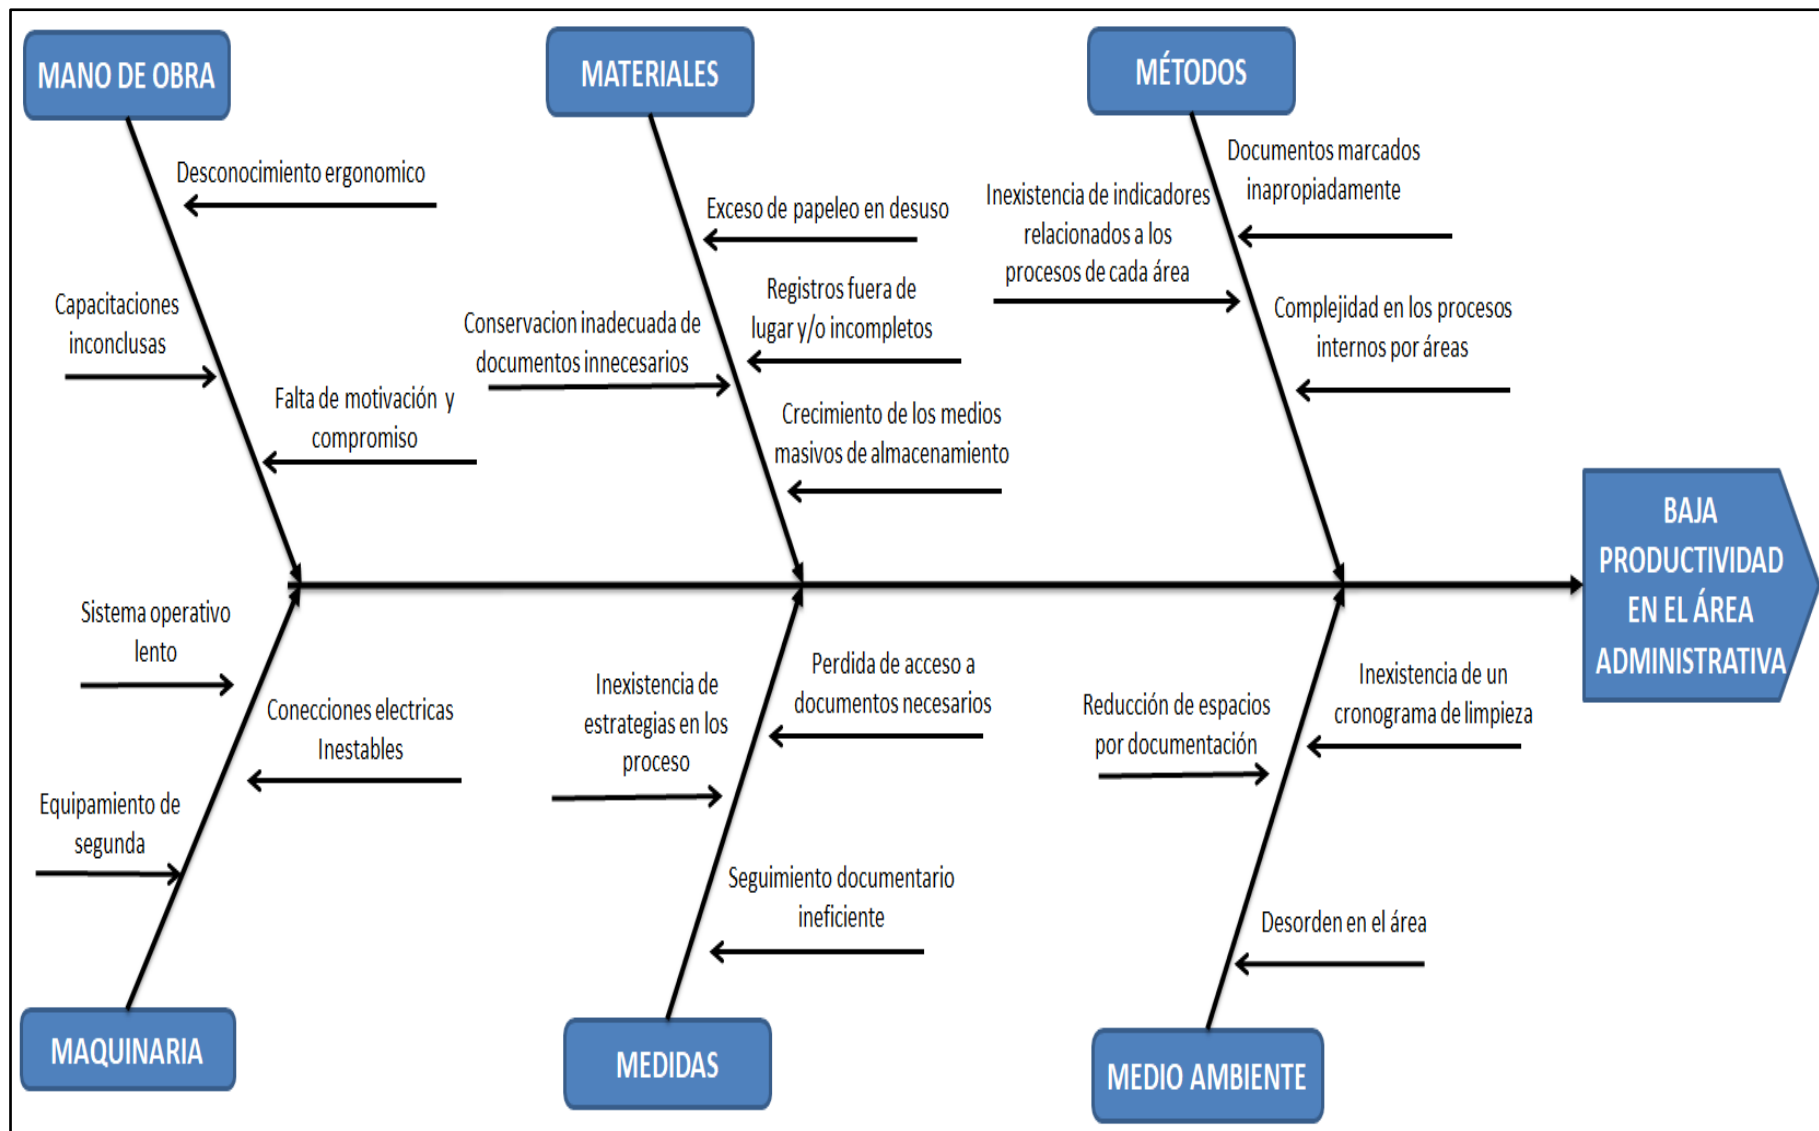 MANO DE OBRA
MATERIALES
MÉTODOS
Desconocimiento ergonomico
Capacitaciones
inconclusas
Falta de motivación y
compromiso
Exceso de papeleo en desuso
Conservacion inadecuada de
documentos innecesarios
Registros fuera de
lugar y/o incompletos
Crecimiento de los medios
masivos de almacenamiento
Documentos marcados
inapropiadamente
Inexistencia de indicadores
relacionados a los
procesos de cada área
Complejidad en los procesos
internos por áreas
BAJA
PRODUCTIVIDAD
EN EL ÁREA
ADMINISTRATIVA
Sistema operativo
lento
Conecciones electricas
Inestables
Equipamiento de
segunda
Inexistencia de
estrategias en los
proceso
Perdida de acceso a
documentos necesarios
Seguimiento documentario
ineficiente
Reducción de espacios
por documentación
Inexistencia de un
cronograma de limpieza
Desorden en el área
MAQUINARIA
MEDIDAS
MEDIO AMBIENTE